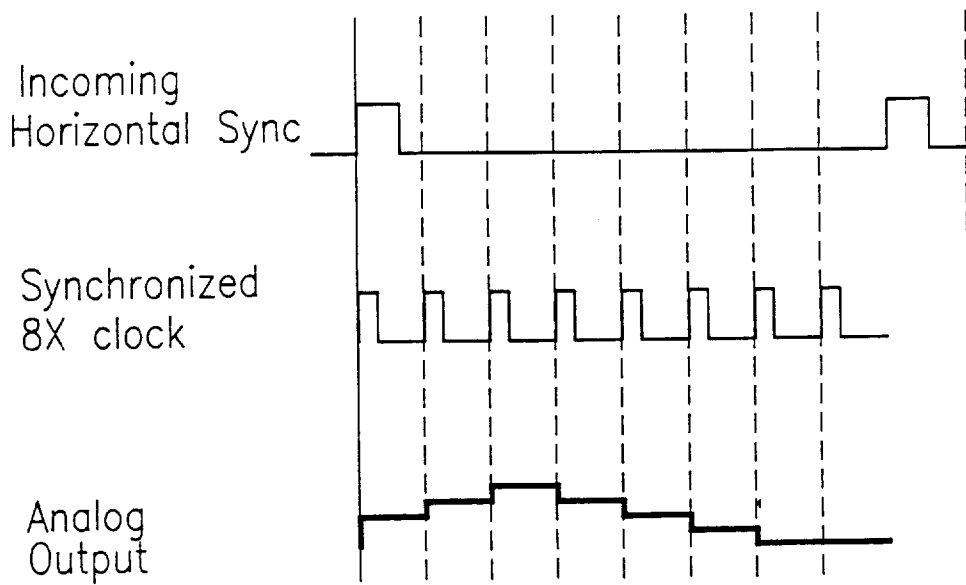 Incoming
Horizontal Sync
Synchronized
8X clock
Analog
Output